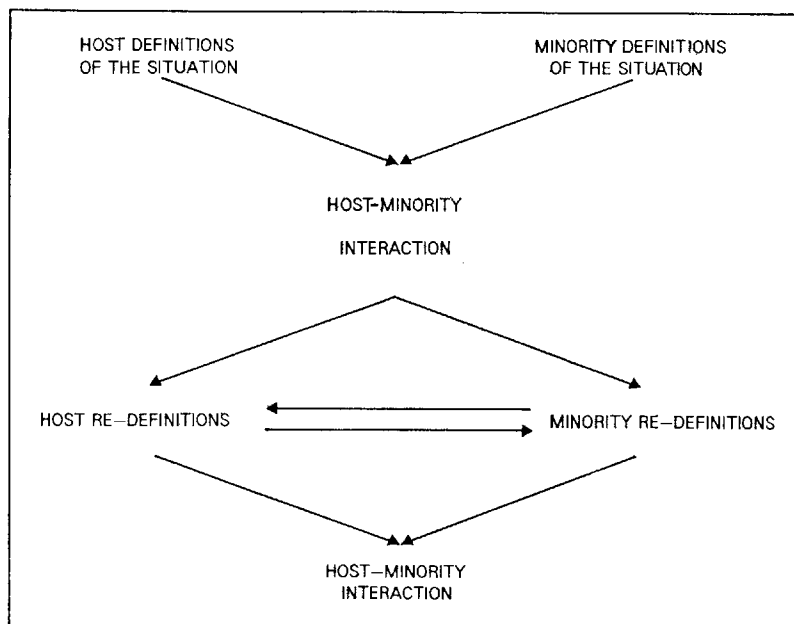 HOST DEFINITIONS
OF THE SITUATION
MINORITY DEFINITIONS
OF THE SITUATION
HOST-MINORITY
INTERACTION
HOST RE–DEFINITIONS
MINORITY RE–DEFINITIONS
HOST–MINORITY
INTERACTION